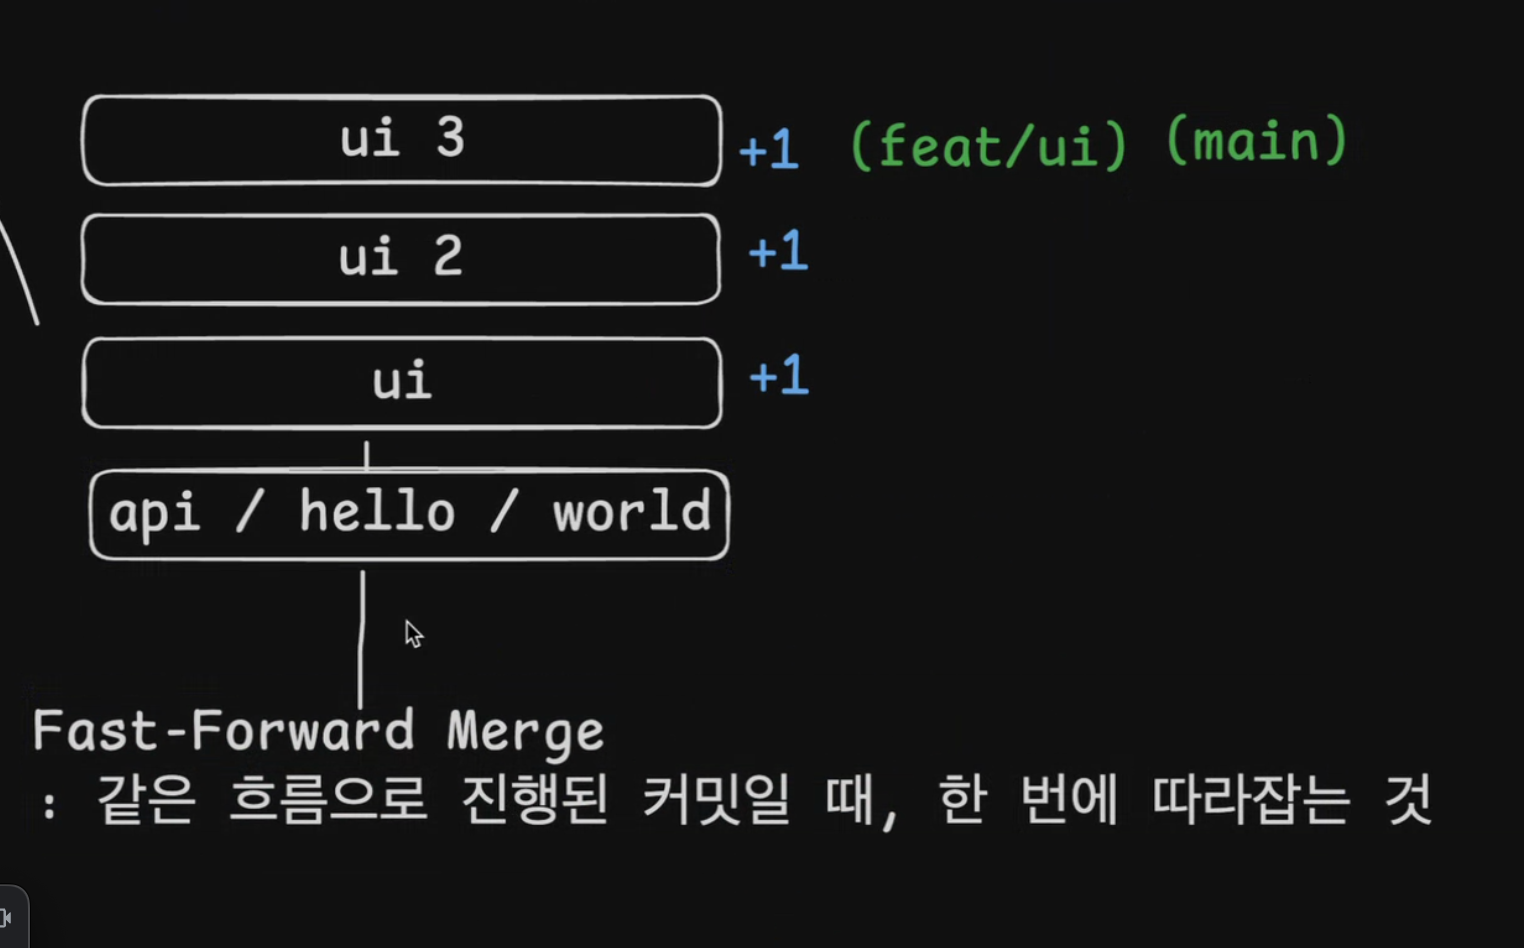 ui 3 +1 (feat/ui) (main)
ui 2 +1
ui +1
api / hello / world
Fast-Forward Merge
: 같은 흐름으로 진행된 커밋일 때, 한 번에 따라잡는 것